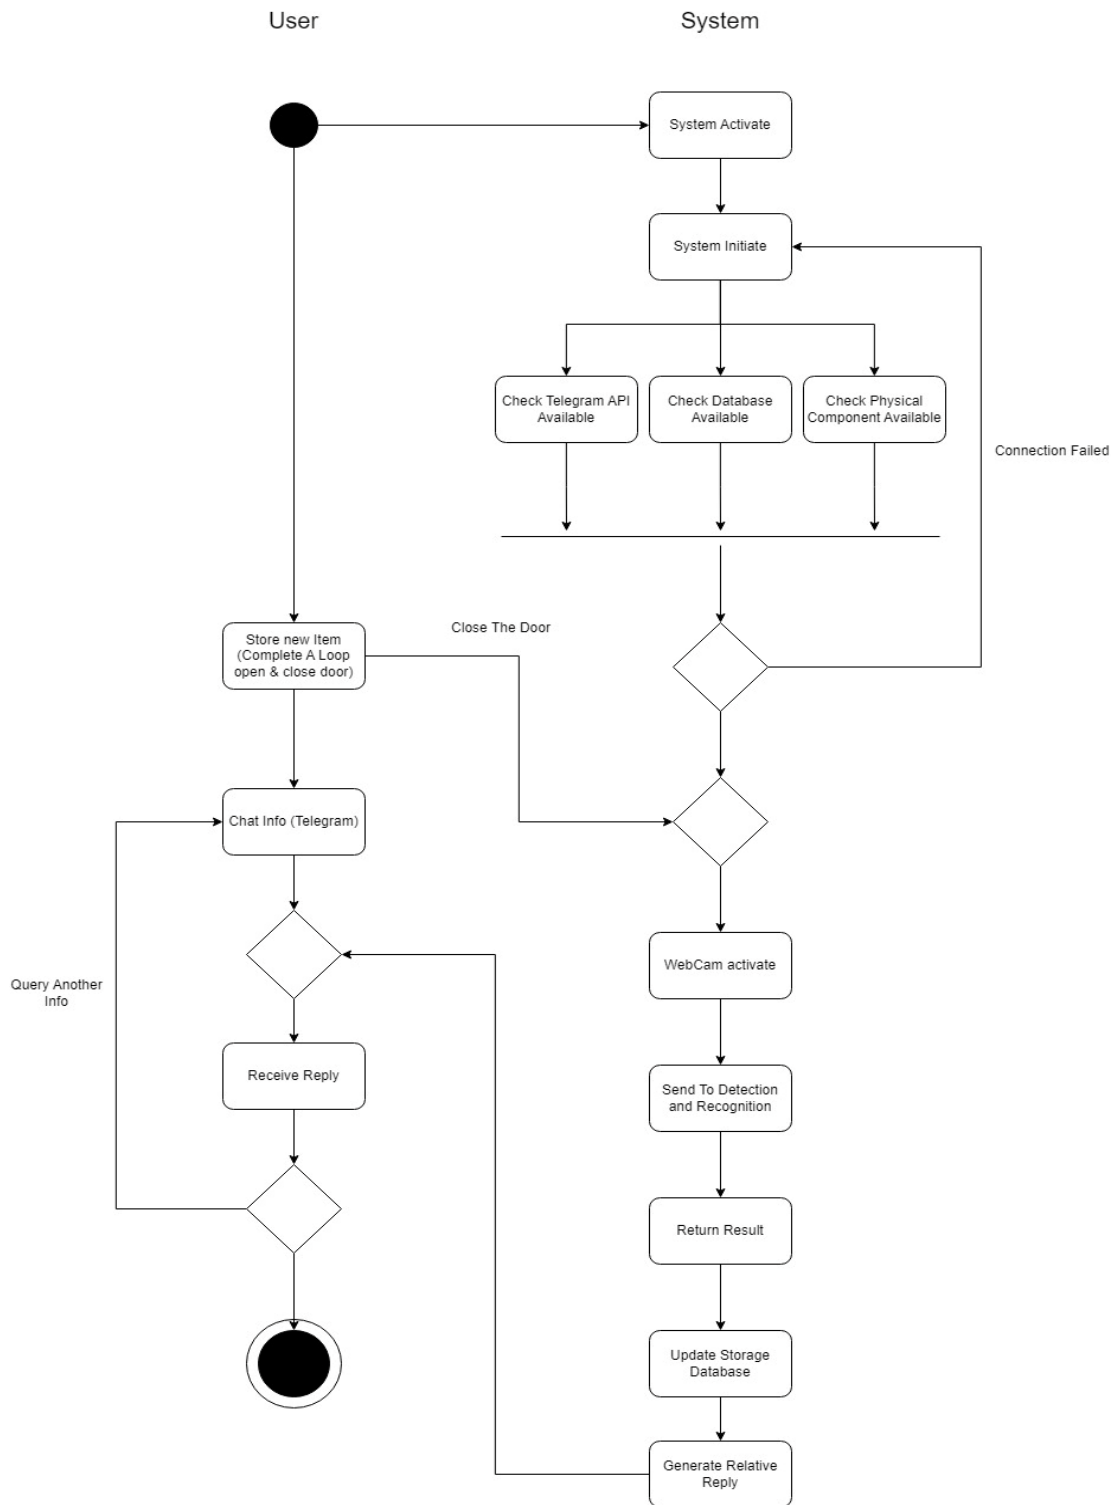 User
System
System Activate
System Initiate
Check Telegram API
Available
Check Database
Available
Check Physical
Component Available
Connection Failed
Store new Item
(Complete A Loop
open & close door)
Close The Door
Chat Info (Telegram)
Query Another
Info
WebCam activate
Receive Reply
Send To Detection
and Recognition
Return Result
Update Storage
Database
Generate Relative
Reply